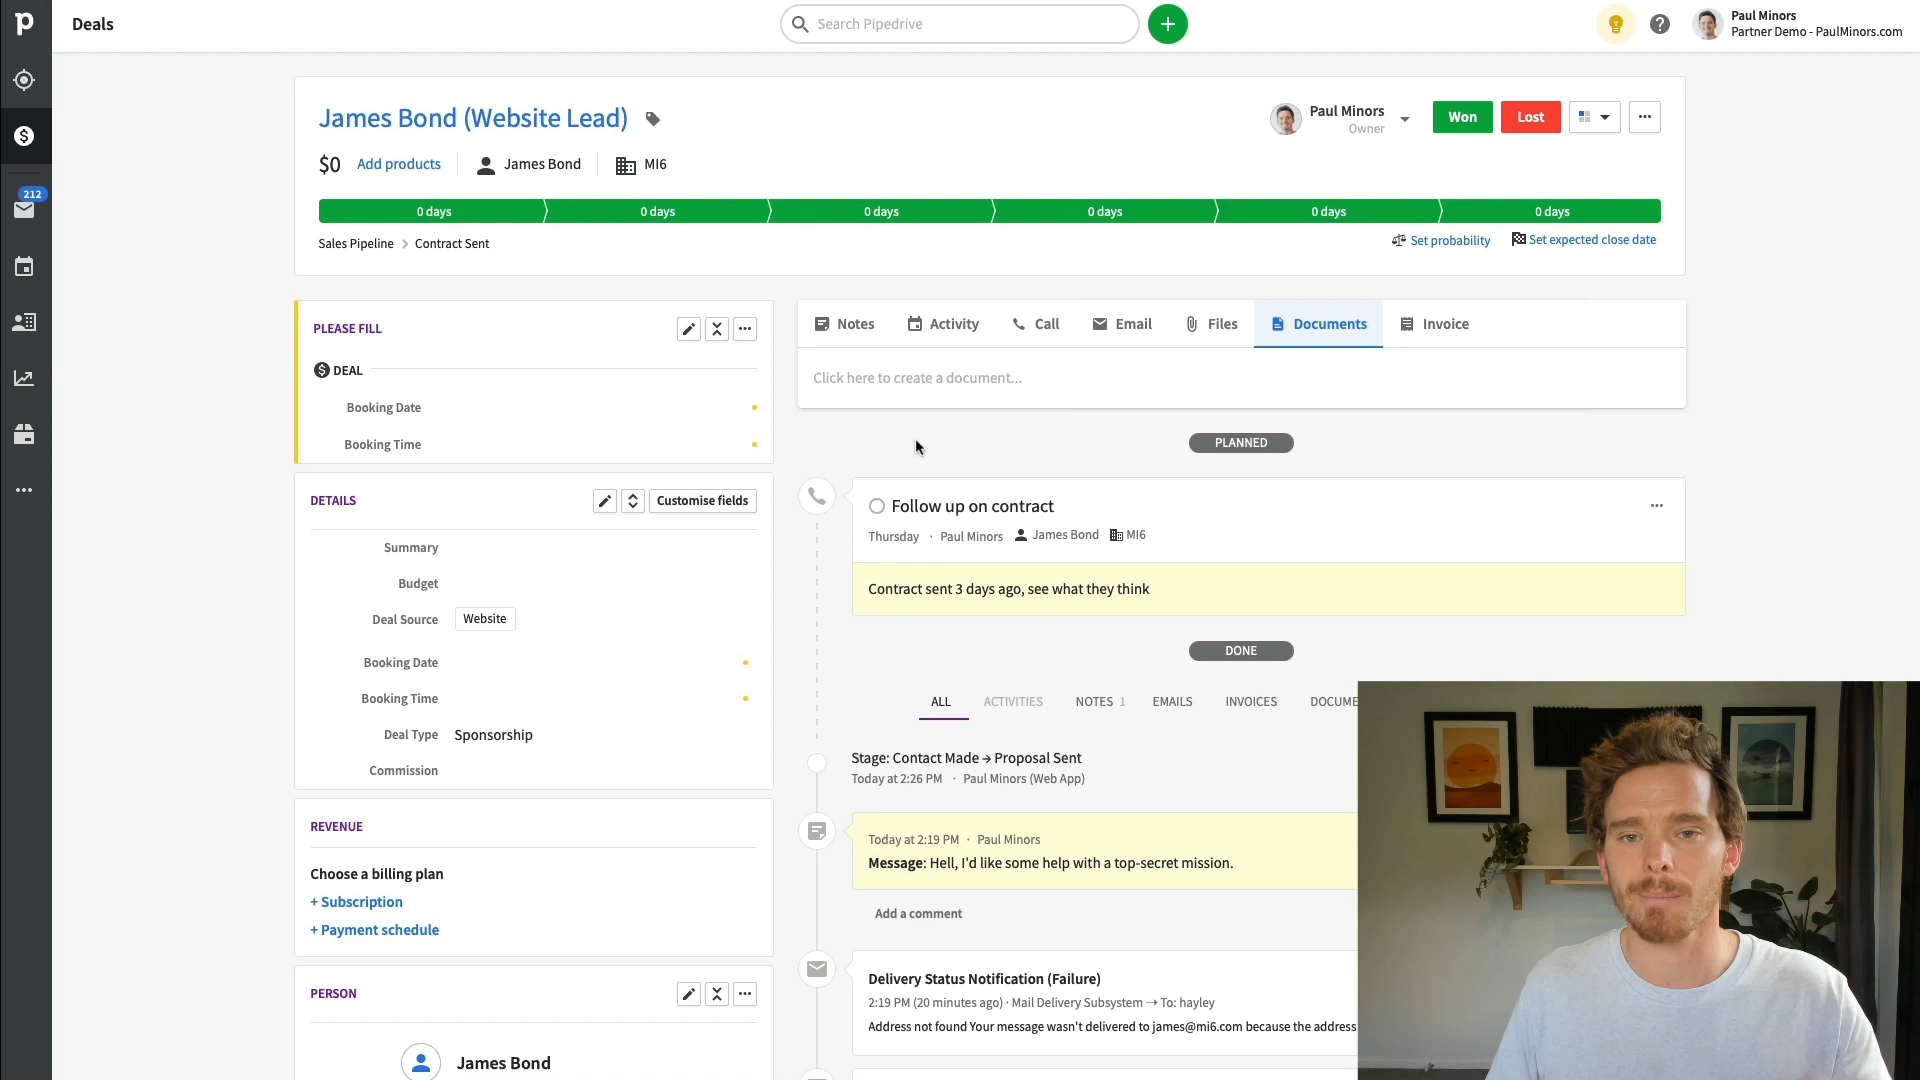 Deals
Search Pipedrive
Paul Minors
Partner Demo - PaulMinors.com
212
James Bond (Website Lead)
Paul Minors
Owner
Won
Lost
$0 Add products James Bond MI6
0 days 0 days 0 days 0 days 0 days 0 days
Sales Pipeline > Contract Sent
Set probability Set expected close date
PLEASE FILL
DEAL
Booking Date
Booking Time
DETAILS
Customise fields
Summary
Budget
Deal Source Website
Booking Date
Booking Time
Deal Type Sponsorship
Commission
REVENUE
Choose a billing plan
+ Subscription
+ Payment schedule
PERSON
James Bond
Notes Activity Call Email Files Documents Invoice
Click here to create a document...
PLANNED
Follow up on contract
Thursday · Paul Minors James Bond MI6
Contract sent 3 days ago, see what they think
DONE
ALL ACTIVITIES NOTES 1 EMAILS INVOICES DOCUME
Stage: Contact Made → Proposal Sent
Today at 2:26 PM · Paul Minors (Web App)
Today at 2:19 PM · Paul Minors
Message: Hell, I'd like some help with a top-secret mission.
Add a comment
Delivery Status Notification (Failure)
2:19 PM (20 minutes ago) · Mail Delivery Subsystem → To: hayley
Address not found Your message wasn't delivered to james@mi6.com because the address